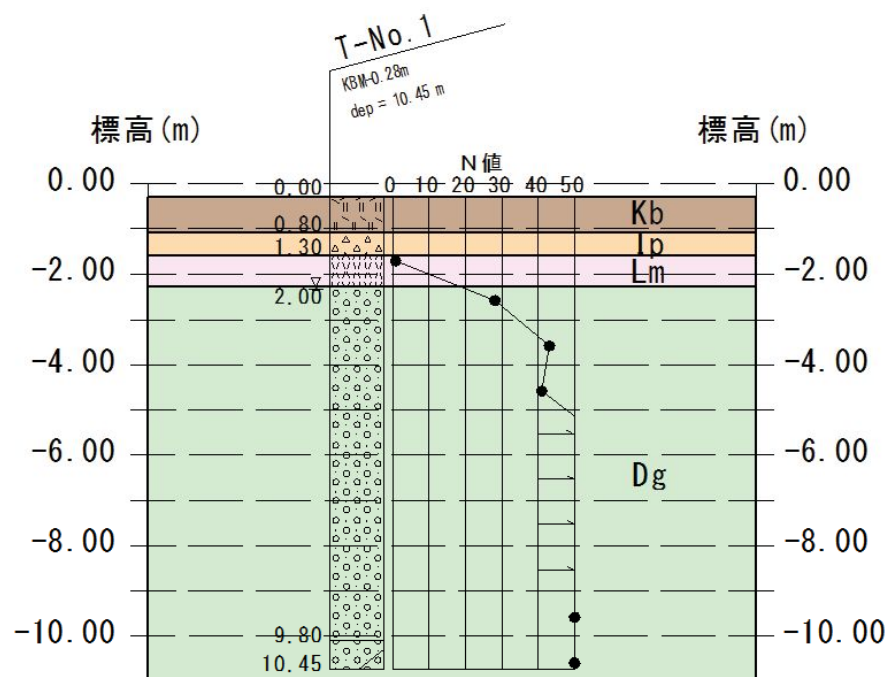 T-No.1
KBM-0.28m
dep = 10.45 m
標高(m)
標高(m)
N値
0.00
0.00
0 10 20 30 40 50
0.00
Kb
0.80
Ip
1.30
Lm
-2.00
-2.00
2.00
-4.00
-4.00
-6.00
Dg
-6.00
-8.00
-8.00
-10.00
9.80
-10.00
10.45